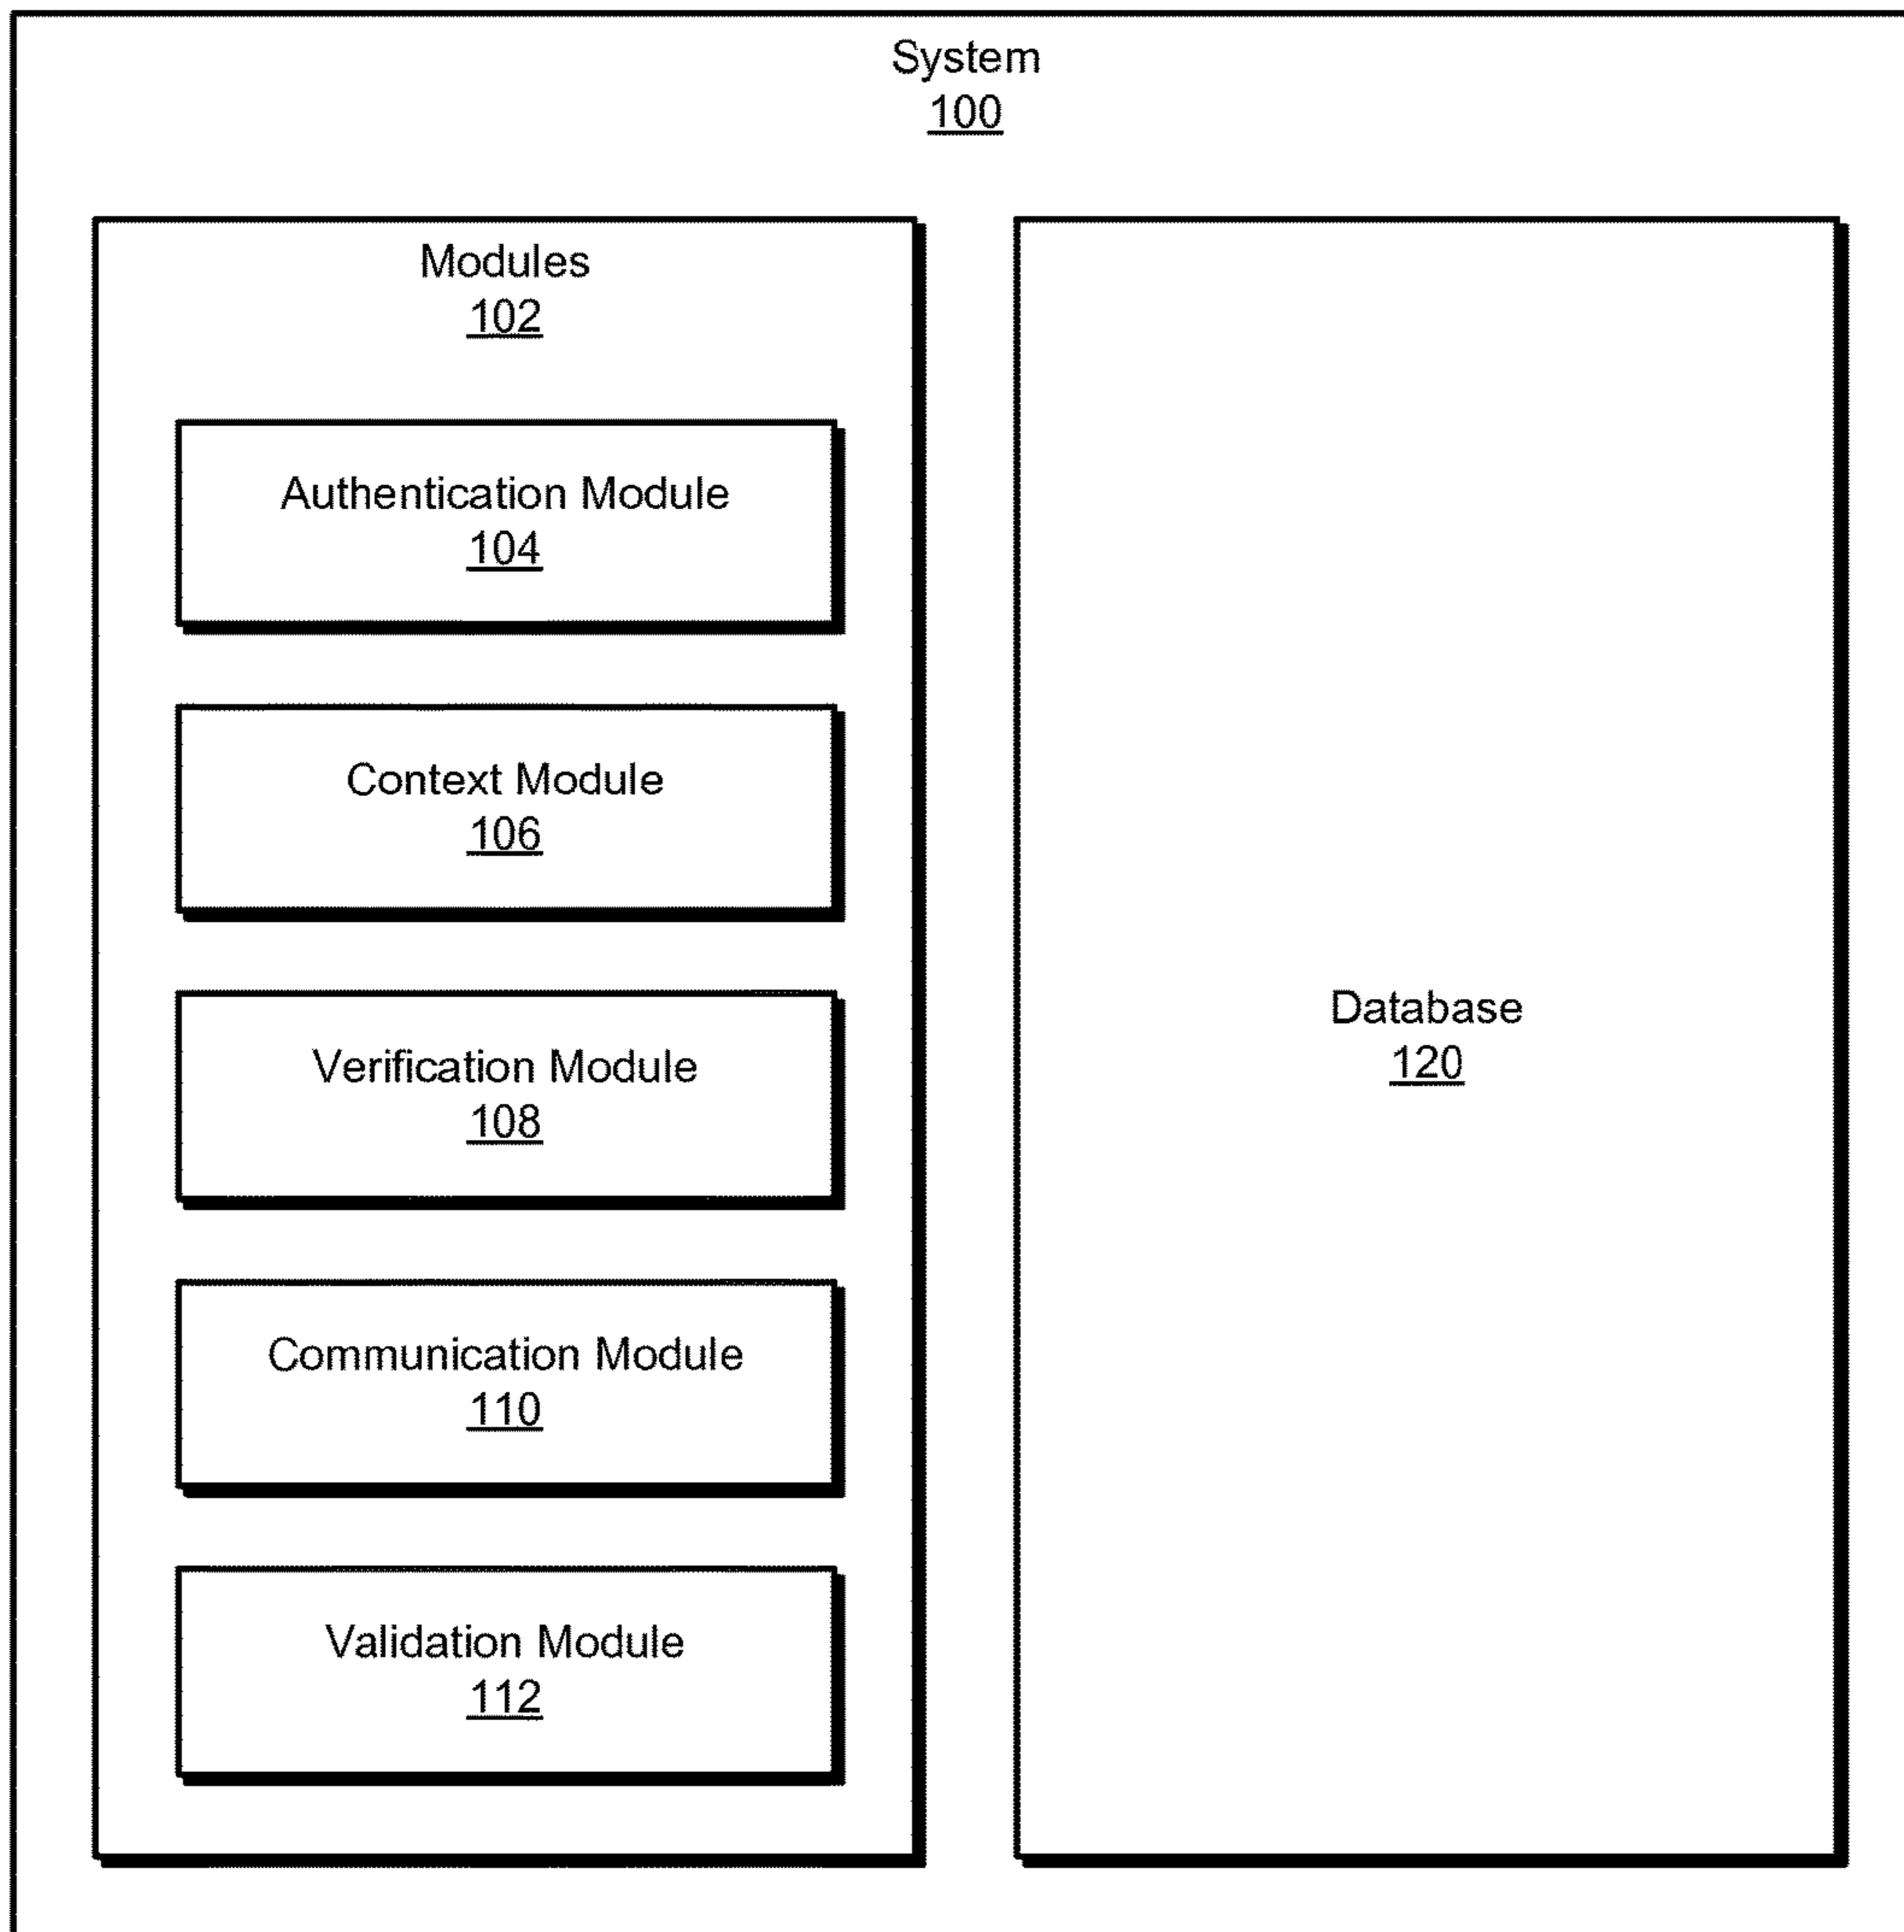 System
100
Modules
102
Authentication Module
104
Context Module
106
Verification Module
108
Communication Module
110
Validation Module
112
Database
120